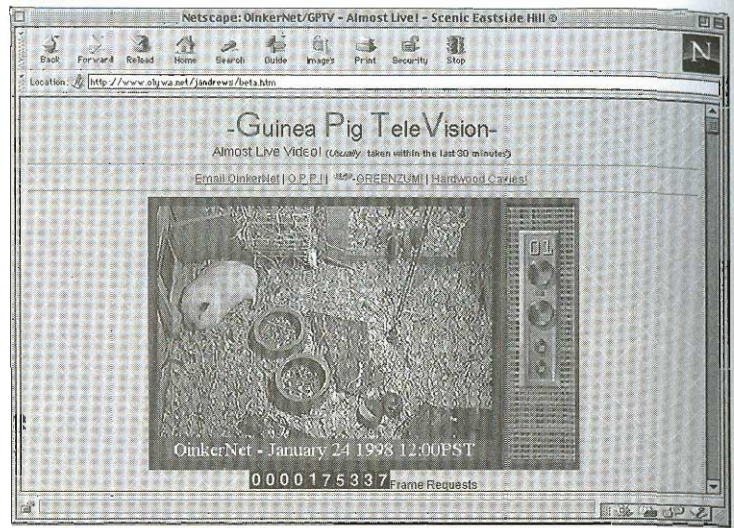 Netscape: OinkerNet/GPTV - Almost Live! - Scenic Eastside Hill
Back Forward Reload Home Search Guide Images Print Security Stop
N
Location: http://www.olywa.net/jandrews/beta.htm
-Guinea Pig TeleVision-
Almost Live Video! (Usually taken within the last 30 minutes)
Email OinkerNet | O.P.P.I | -GREENZUM! | Hardwood Cavies!
01
OinkerNet - January 24 1998 12:00PST
0000175337 Frame Requests